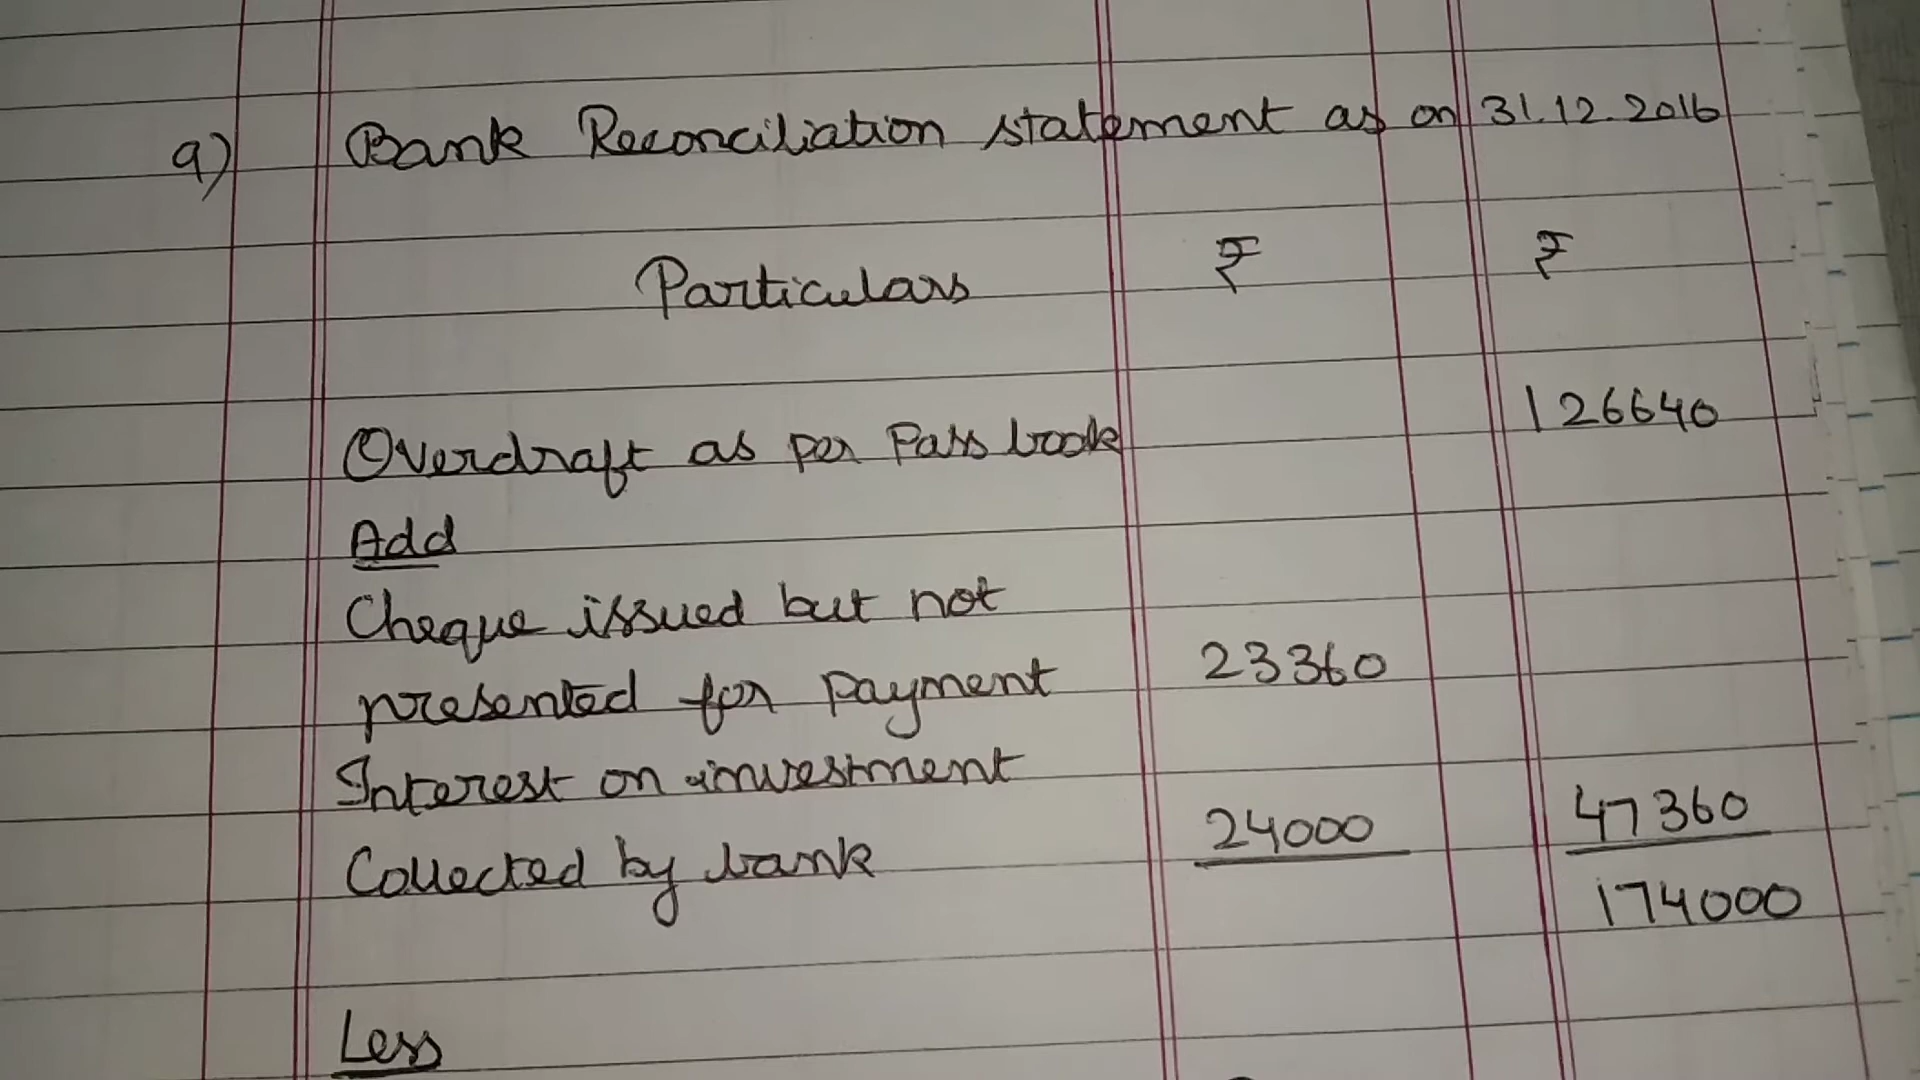 9) Bank Reconciliation statement as on 31.12.2016
Particulars ₹ ₹
Overdraft as per Pass book 126640
Add
Cheque issued but not
presented for payment 23360
Interest on investment
Collected by bank 24000 47360
174000
Less